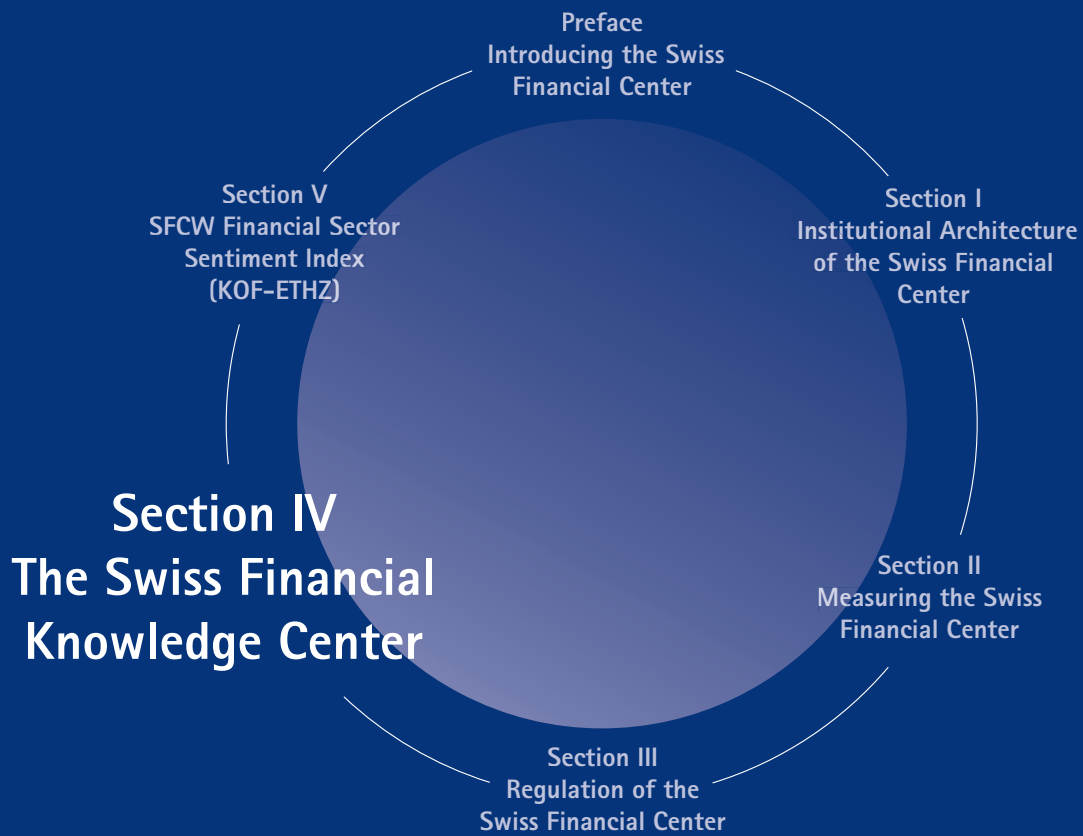 Preface
Introducing the Swiss
Financial Center
Section I
Institutional Architecture
of the Swiss Financial
Center
Section II
Measuring the Swiss
Financial Center
Section III
Regulation of the
Swiss Financial Center
Section IV
The Swiss Financial
Knowledge Center
Section V
SFCW Financial Sector
Sentiment Index
(KOF-ETHZ)